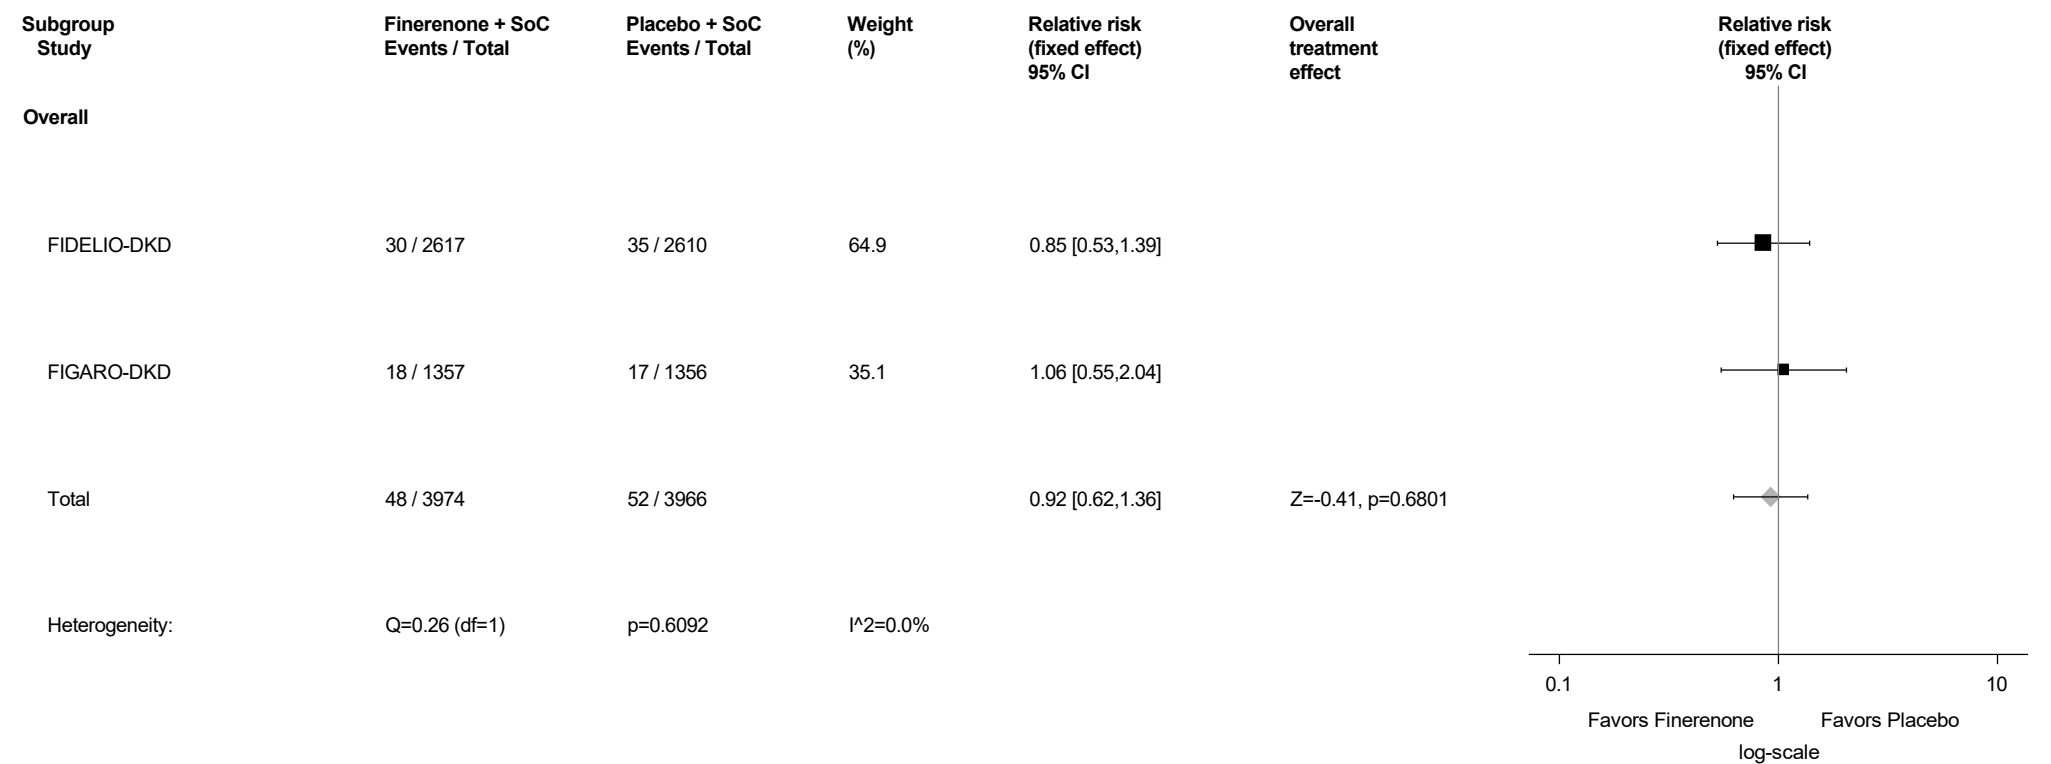 Subgroup Finerenone + SoC Placebo + SoC Weight Relative risk Overall Relative risk
Study Events / Total Events / Total (%) (fixed effect) treatment (fixed effect)
95% CI effect 95% CI
Overall
FIDELIO-DKD 30 / 2617 35 / 2610 64.9 0.85 [0.53,1.39]
FIGARO-DKD 18 / 1357 17 / 1356 35.1 1.06 [0.55,2.04]
Total 48 / 3974 52 / 3966 0.92 [0.62,1.36] Z=-0.41, p=0.6801
Heterogeneity: Q=0.26 (df=1) p=0.6092 I^2=0.0%
0.1 1 10
Favors Finerenone Favors Placebo
log-scale